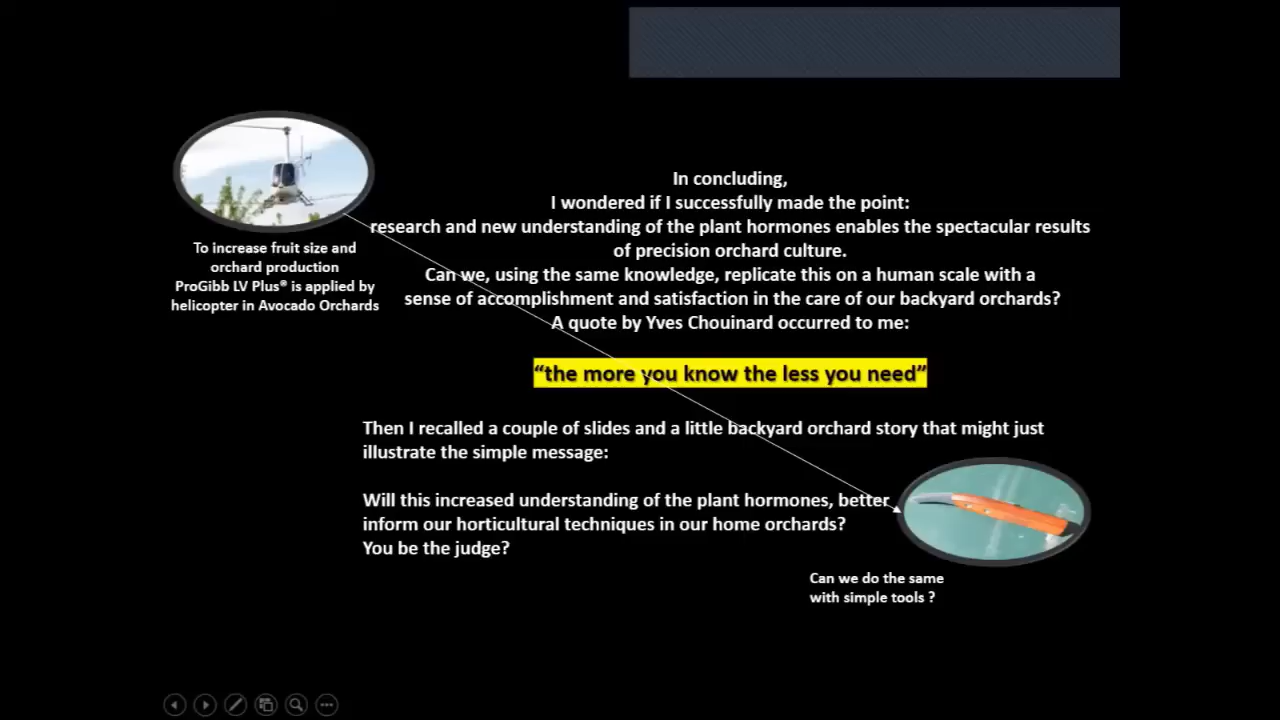 To increase fruit size and
orchard production
ProGibb LV Plus® is applied by
helicopter in Avocado Orchards
In concluding,
I wondered if I successfully made the point:
research and new understanding of the plant hormones enables the spectacular results
of precision orchard culture.
Can we, using the same knowledge, replicate this on a human scale with a
sense of accomplishment and satisfaction in the care of our backyard orchards?
A quote by Yves Chouinard occurred to me:
“the more you know the less you need”
Then I recalled a couple of slides and a little backyard orchard story that might just
illustrate the simple message:
Will this increased understanding of the plant hormones, better
inform our horticultural techniques in our home orchards?
You be the judge?
Can we do the same
with simple tools ?